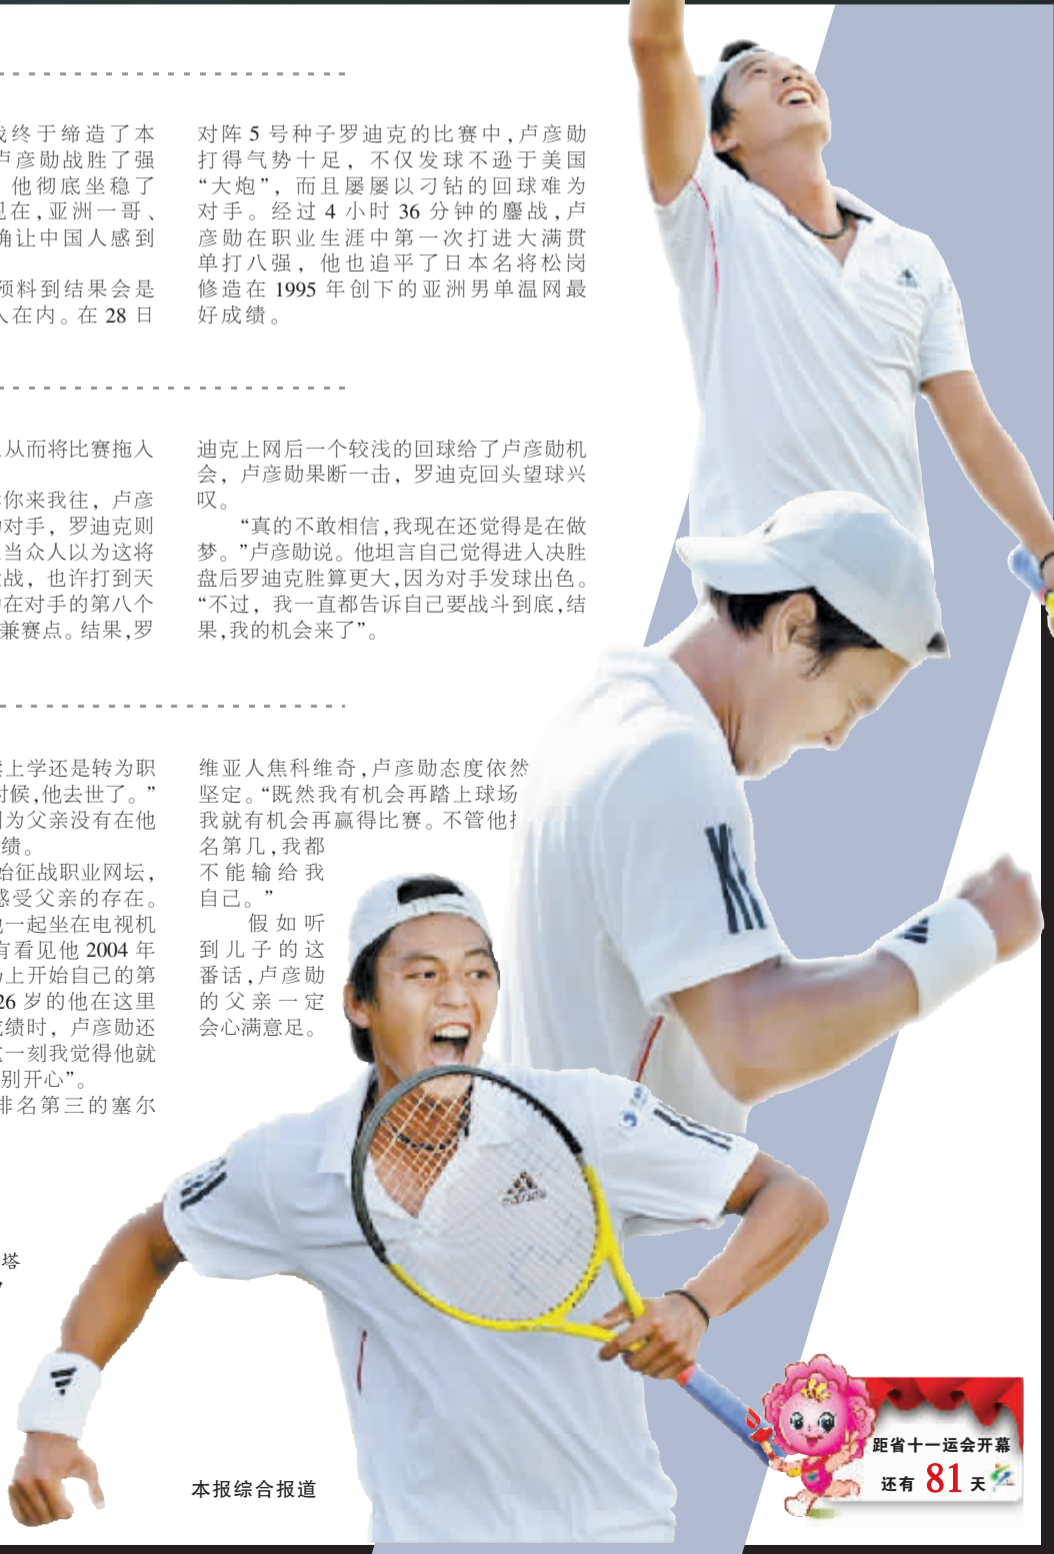 终于缔造了本
卢彦勋战胜了强
他彻底坐稳了
现在,亚洲一哥、
确让中国人感到
预料到结果会是
人在内。在 28 日
对阵 5 号种子罗迪克的比赛中,卢彦勋
打得气势十足，不仅发球不逊于美国
“大炮”，而且屡屡以刁钻的回球难为
对手。经过 4 小时 36 分钟的鏖战,卢
彦勋在职业生涯中第一次打进大满贯
单打八强，他也追平了日本名将松岗
修造在 1995 年创下的亚洲男单温网最
好成绩。
从而将比赛拖入
你来我往，卢彦
对手，罗迪克则
当众人以为这将
战，也许打到天
在对手的第八个
兼赛点。结果,罗
迪克上网后一个较浅的回球给了卢彦勋机
会，卢彦勋果断一击，罗迪克回头望球兴
叹。
“真的不敢相信,我现在还觉得是在做
梦。”卢彦勋说。他坦言自己觉得进入决胜
盘后罗迪克胜算更大,因为对手发球出色。
“不过，我一直都告诉自己要战斗到底,结
果,我的机会来了”。
上学还是转为职
时候,他去世了。”
因为父亲没有在他
绩。
始征战职业网坛，
感受父亲的存在。
一起坐在电视机
有看见他 2004 年
上开始自己的第
26 岁的他在这里
成绩时，卢彦勋还
一刻我觉得他就
别开心”。
排名第三的塞尔
维亚人焦科维奇,卢彦勋态度依然
坚定。“既然我有机会再踏上球场
我就有机会再赢得比赛。不管他
名第几,我都
不能输给我
自己。”
假如听
到儿子的这
番话,卢彦勋
的父亲一定
会心满意足。
塔
本报综合报道
距省十一运会开幕
还有 81 天